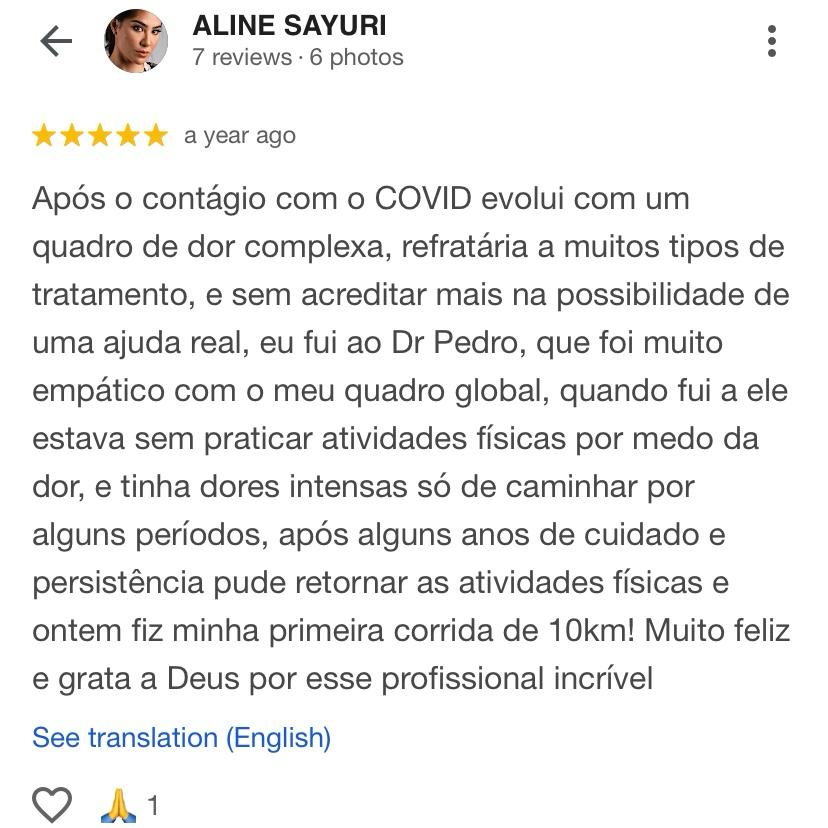 ALINE SAYURI
7 reviews · 6 photos
a year ago
Após o contágio com o COVID evolui com um
quadro de dor complexa, refratária a muitos tipos de
tratamento, e sem acreditar mais na possibilidade de
uma ajuda real, eu fui ao Dr Pedro, que foi muito
empático com o meu quadro global, quando fui a ele
estava sem praticar atividades físicas por medo da
dor, e tinha dores intensas só de caminhar por
alguns períodos, após alguns anos de cuidado e
persistência pude retornar as atividades físicas e
ontem fiz minha primeira corrida de 10km! Muito feliz
e grata a Deus por esse profissional incrível
See translation (English)
🙏 1